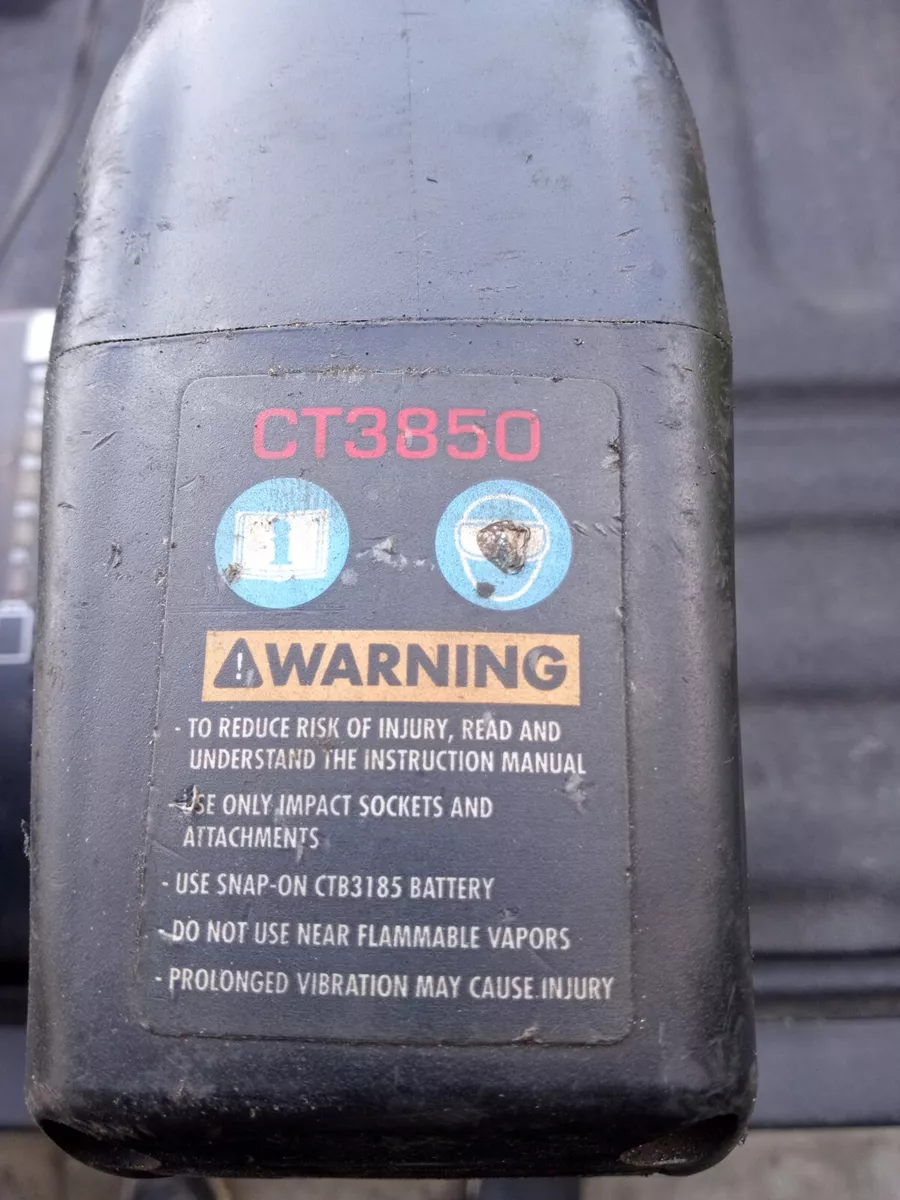 CT3850
i
! WARNING
- TO REDUCE RISK OF INJURY, READ AND
UNDERSTAND THE INSTRUCTION MANUAL
- USE ONLY IMPACT SOCKETS AND
ATTACHMENTS
- USE SNAP-ON CTB3185 BATTERY
- DO NOT USE NEAR FLAMMABLE VAPORS
- PROLONGED VIBRATION MAY CAUSE INJURY